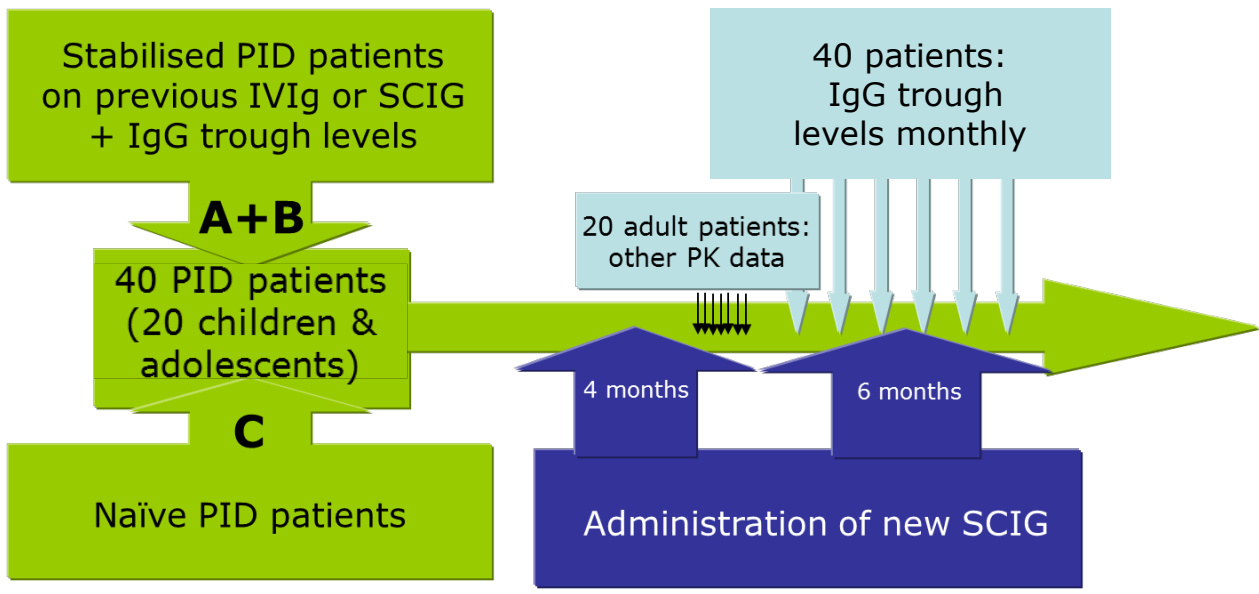 Stabilised PID patients
on previous IVIg or SCIG
+ IgG trough levels
A+B
40 PID patients
(20 children &
adolescents)
C
Naïve PID patients
40 patients:
IgG trough
levels monthly
20 adult patients:
other PK data
4 months
6 months
Administration of new SCIG